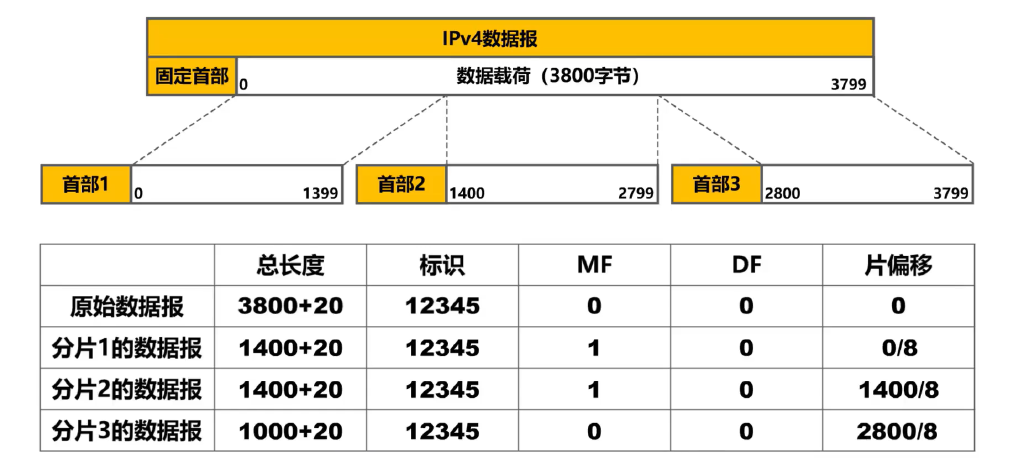 IPv4数据报
固定首部 0 数据载荷（3800字节） 3799
首部1 0 1399 首部2 1400 2799 首部3 2800 3799
总长度 标识 MF DF 片偏移
原始数据报 3800+20 12345 0 0 0
分片1的数据报 1400+20 12345 1 0 0/8
分片2的数据报 1400+20 12345 1 0 1400/8
分片3的数据报 1000+20 12345 0 0 2800/8